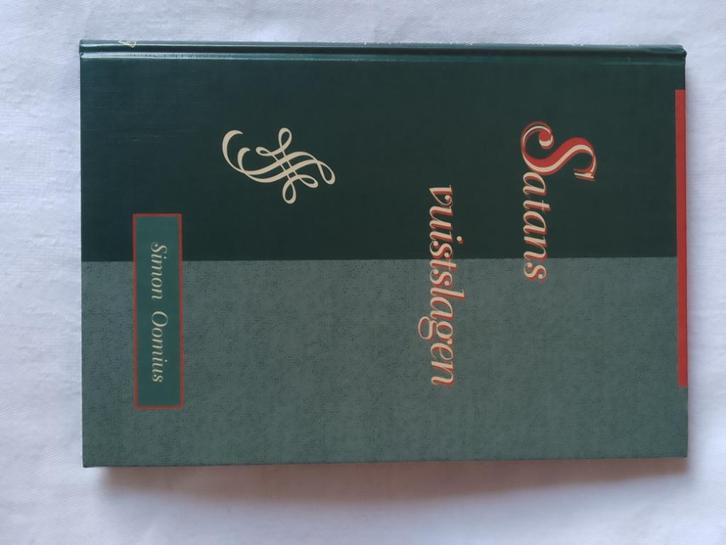 Satans
vuistslagen
Simon Oomius